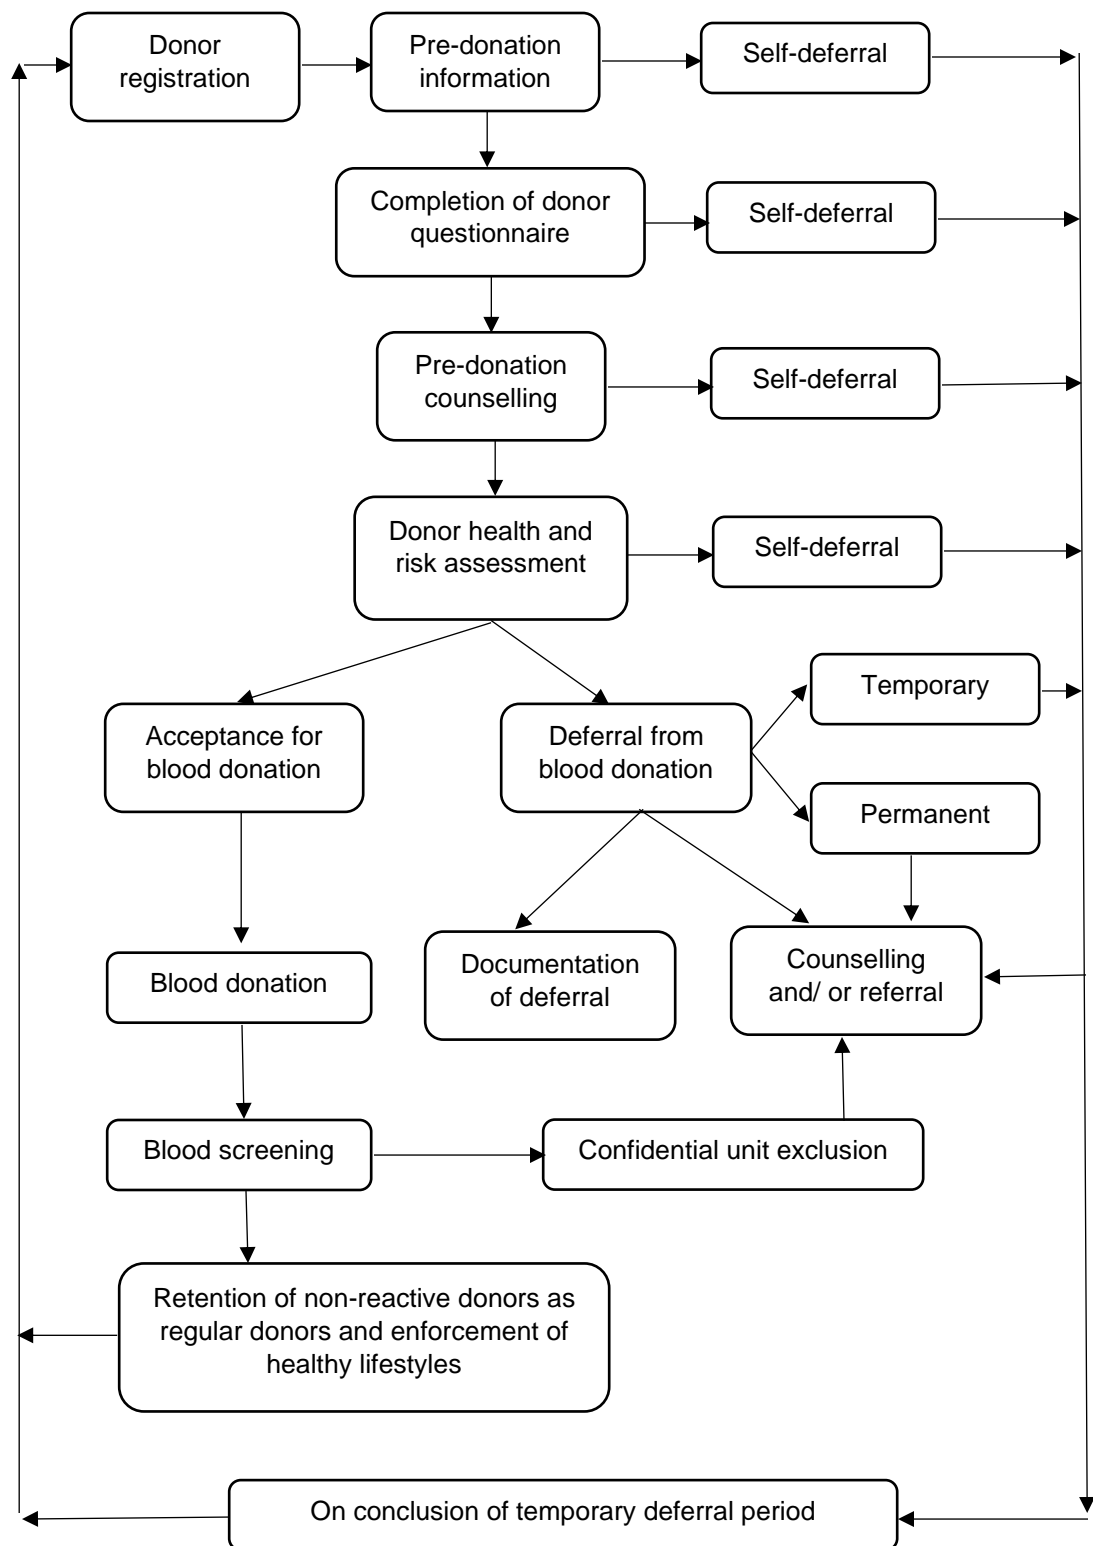 Donor
registration
Pre-donation
information
Self-deferral
Completion of donor
questionnaire
Self-deferral
Pre-donation
counselling
Self-deferral
Donor health and
risk assessment
Self-deferral
Temporary
Acceptance for
blood donation
Deferral from
blood donation
Permanent
Blood donation
Documentation
of deferral
Counselling
and/ or referral
Blood screening
Confidential unit exclusion
Retention of non-reactive donors as
regular donors and enforcement of
healthy lifestyles
On conclusion of temporary deferral period